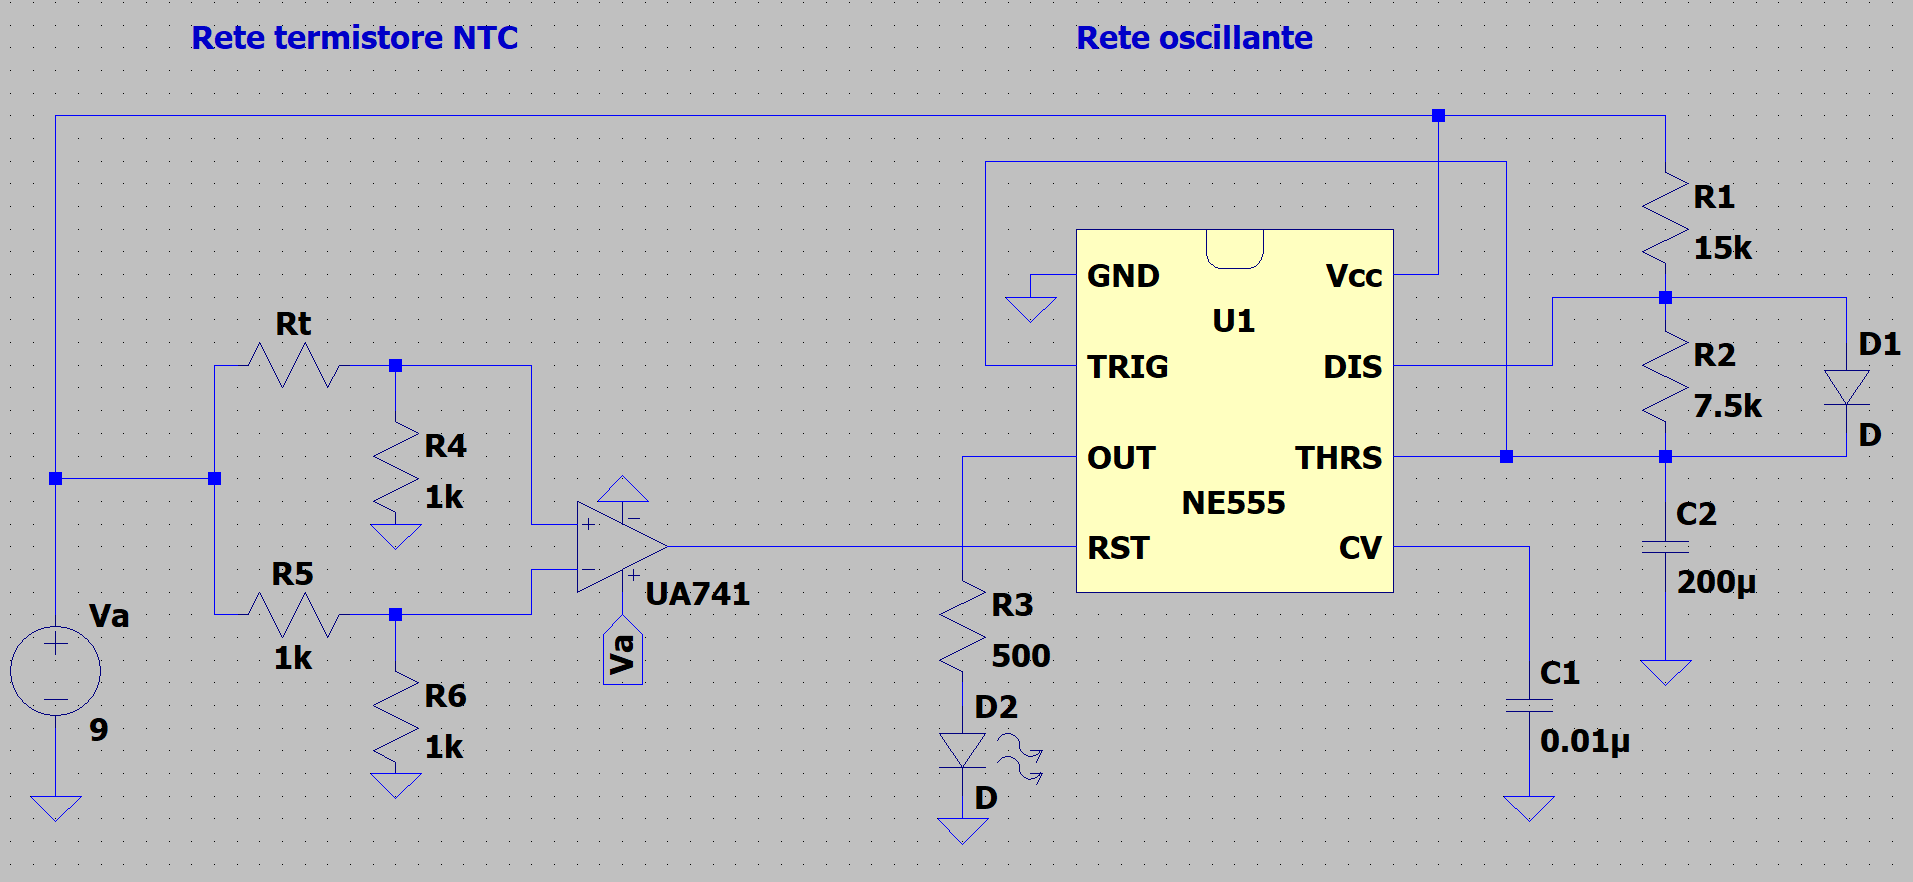 Rete termistore NTC
Rete oscillante
R1
15k
GND
Vcc
U1
Rt
TRIG
DIS
R2
7.5k
D1
D
R4
1k
OUT
THRS
NE555
C2
200µ
RST
CV
R5
1k
UA741
Va
R3
500
Va
9
R6
1k
D2
D
C1
0.01µ